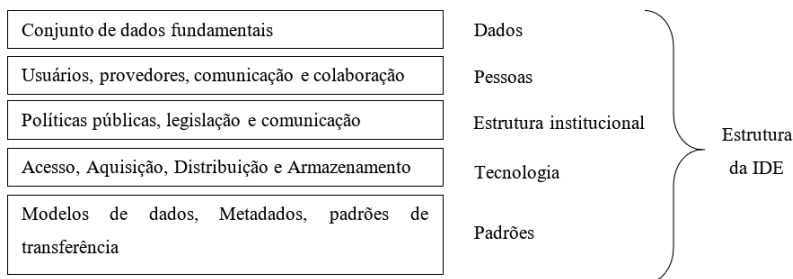 Conjunto de dados fundamentais
Dados
Usuários, provedores, comunicação e colaboração
Pessoas
Políticas públicas, legislação e comunicação
Estrutura institucional
Acesso, Aquisição, Distribuição e Armazenamento
Tecnologia
Modelos de dados, Metadados, padrões de
transferência
Padrões
Estrutura
da IDE